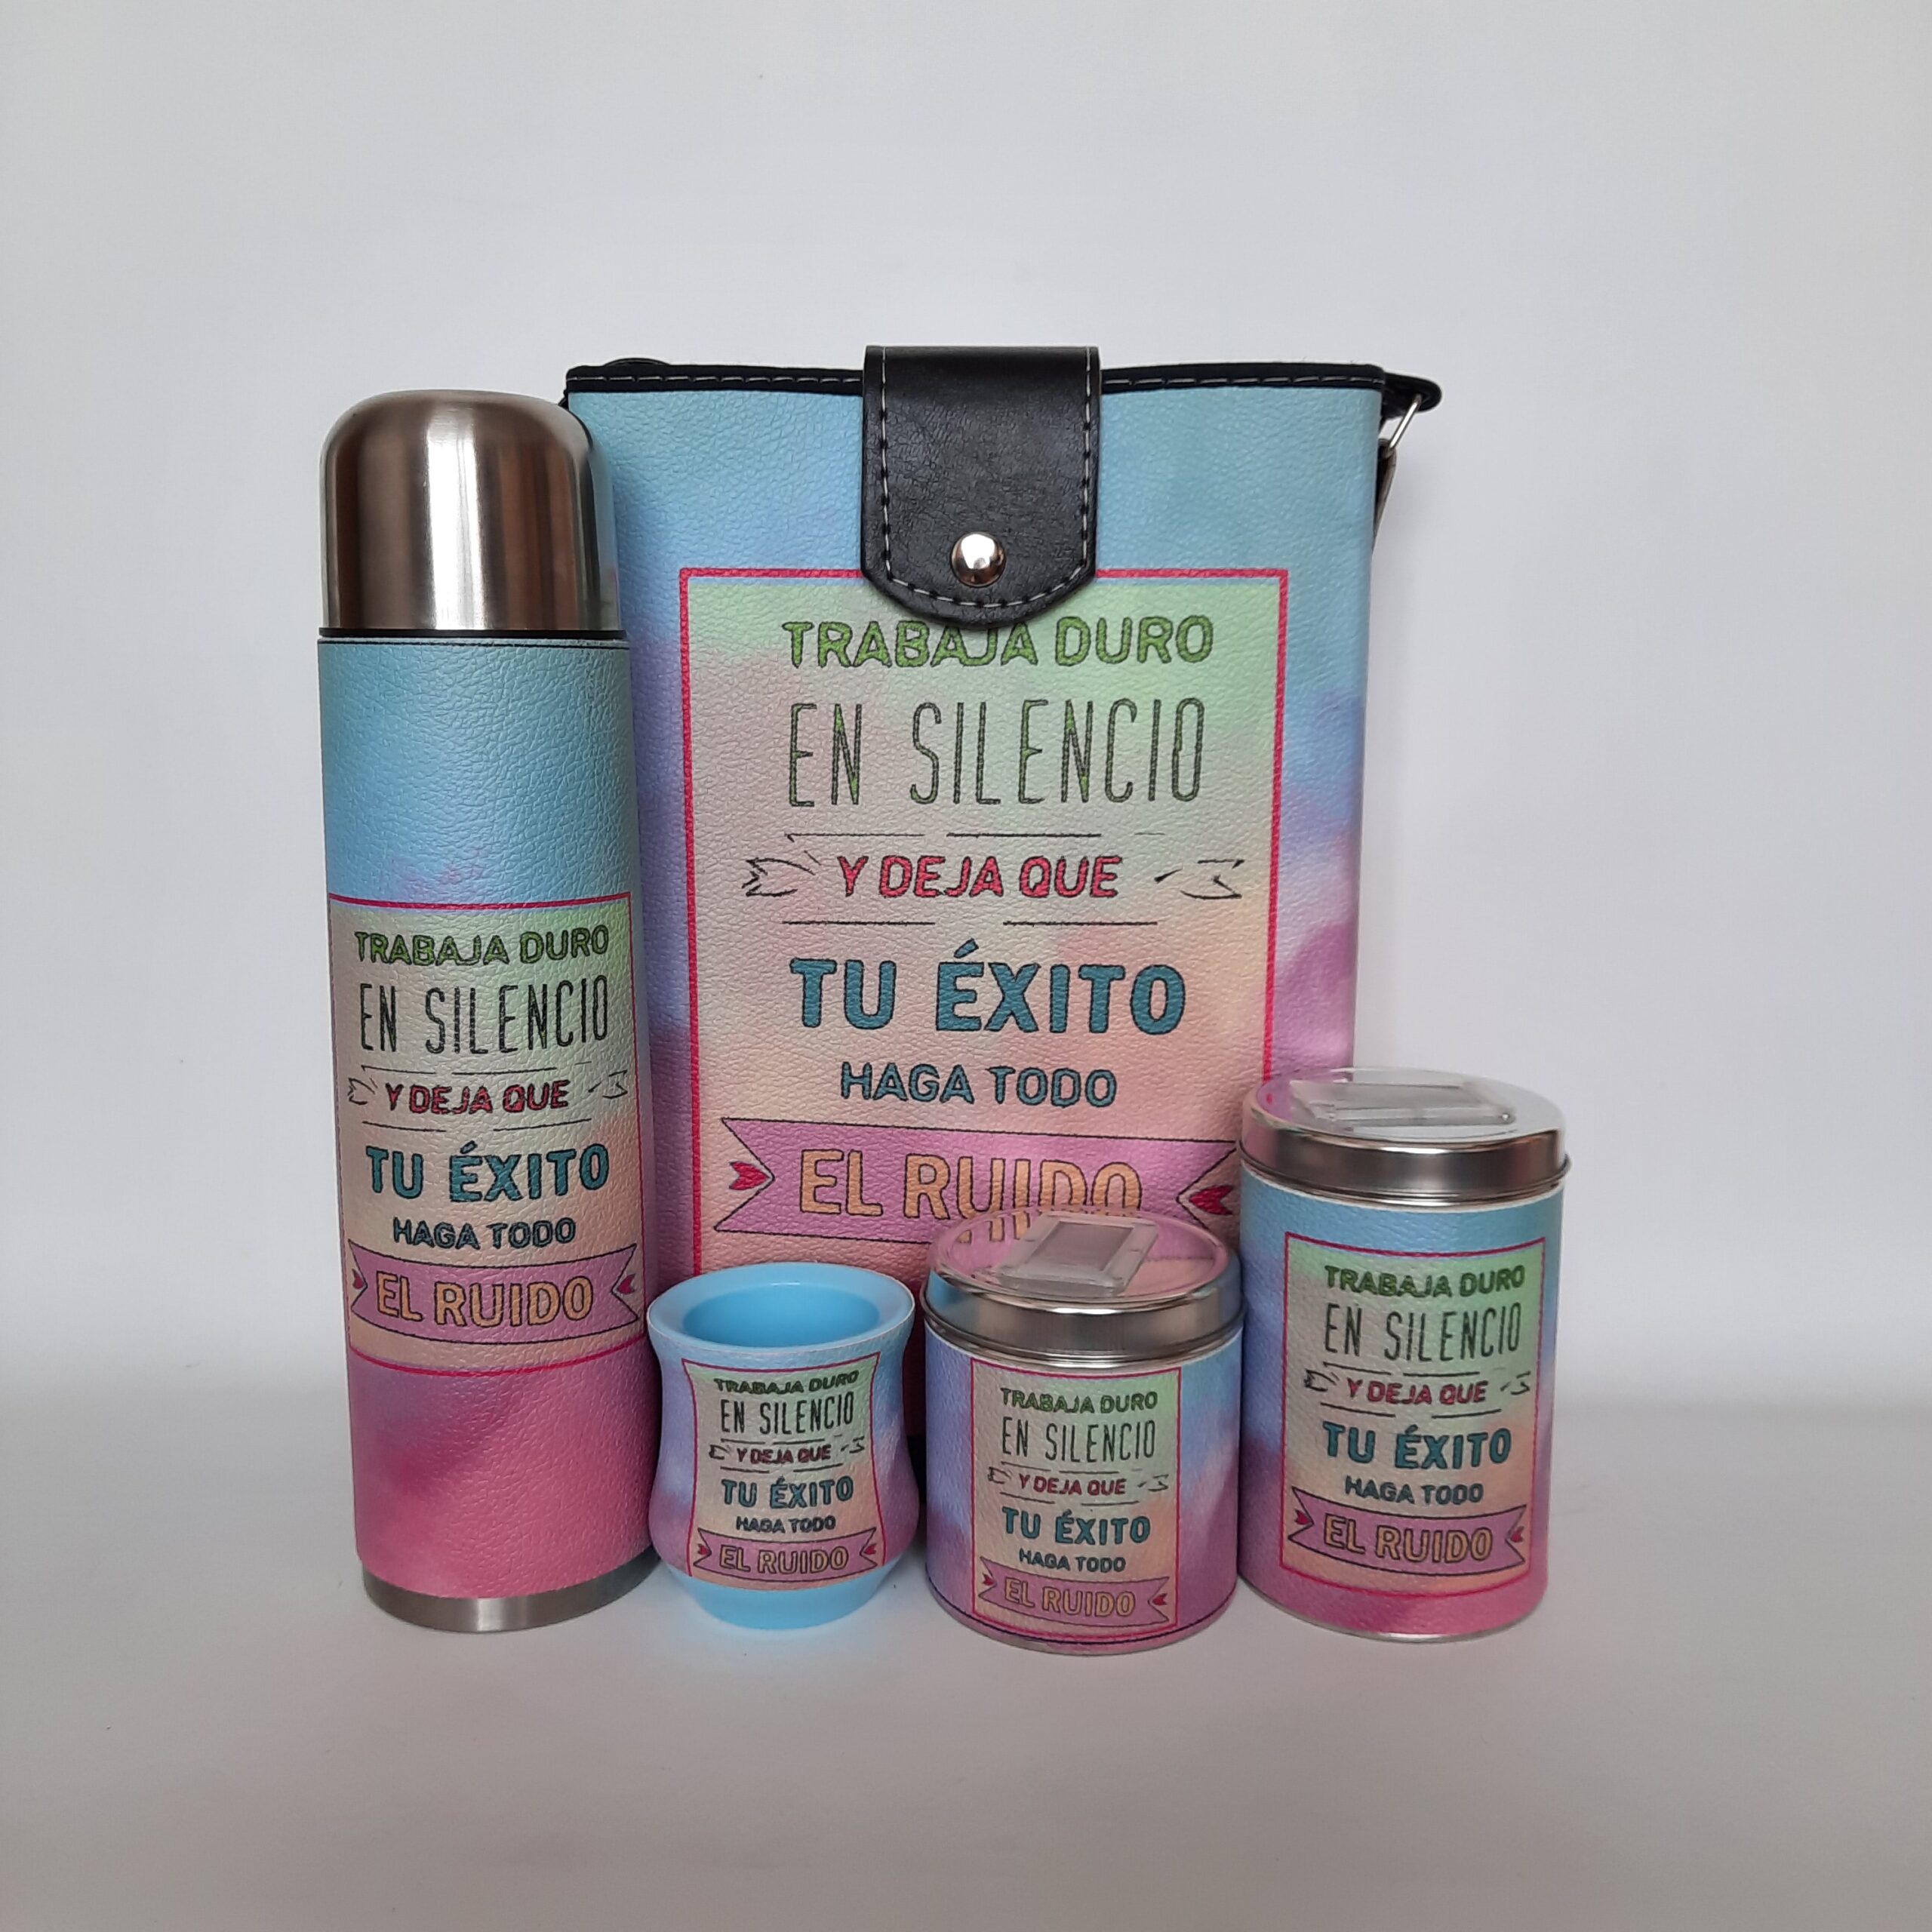 TRABAJA DURO
EN SILENCIO
Y DEJA QUE
TU ÉXITO
HAGA TODO
EL RUIDO
TRABAJA DURO
EN SILENCIO
Y DEJA QUE
TU ÉXITO
HAGA TODO
EL RUIDO
TRABAJA DURO
EN SILENCIO
Y DEJA QUE
TU ÉXITO
HAGA TODO
EL RUIDO
TRABAJA DURO
EN SILENCIO
Y DEJA QUE
TU ÉXITO
HAGA TODO
EL RUIDO
TRABAJA DURO
EN SILENCIO
Y DEJA QUE
TU ÉXITO
HAGA TODO
EL RUIDO